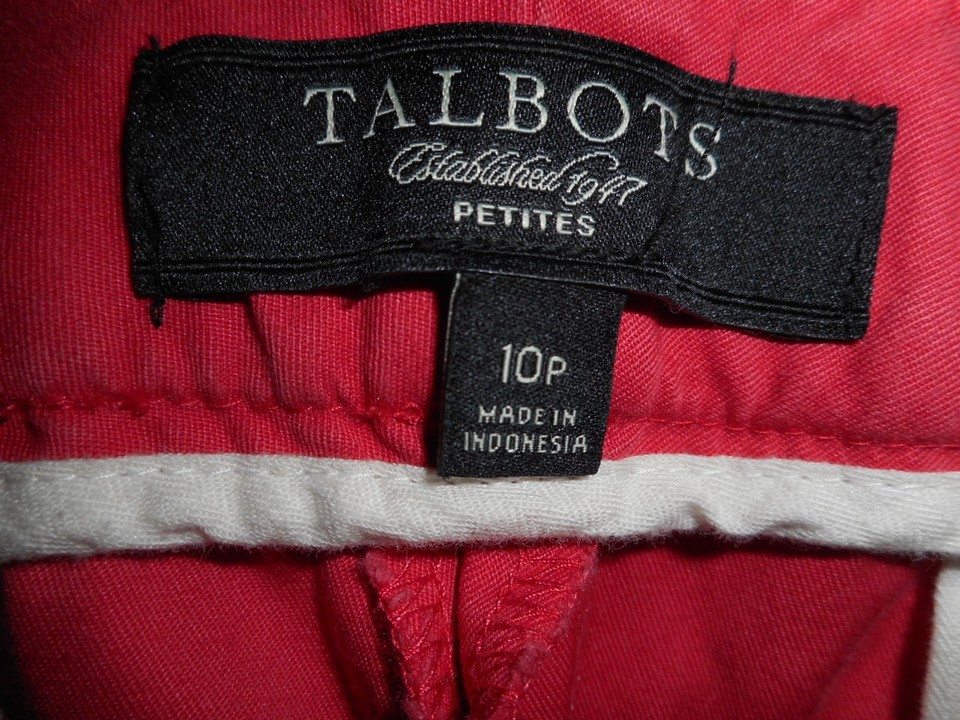 TALBOTS
Established 1947
PETITES
10P
MADE IN
INDONESIA